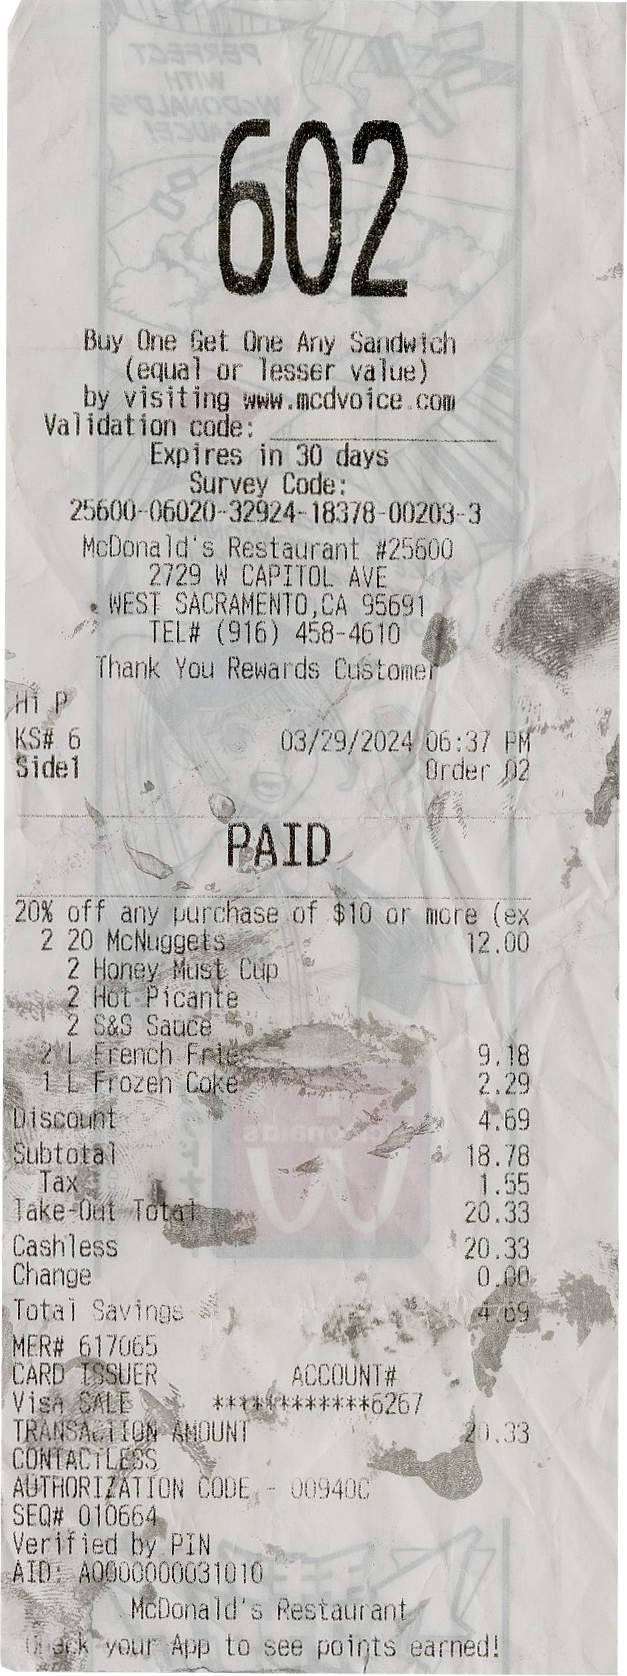 602
Buy One Get One Any Sandwich
(equal or lesser value)
by visiting www.mcdvoice.com
Validation code:
Expires in 30 days
Survey Code:
25600-06020-32924-18378-00203-3
McDonald's Restaurant #25600
2729 W CAPITOL AVE
WEST SACRAMENTO,CA 95691
TEL# (916) 458-4610
Thank You Rewards Customer
Hi P
KS# 6 03/29/2024 06:37 PM
Side1 Order 02
PAID
20% off any purchase of $10 or more (ex
2 20 McNuggets 12.00
2 Honey Must Cup
2 Hot Picante
2 S&S Sauce
2 L French Fries 9.18
1 L Frozen Coke 2.29
Discount 4.69
Subtotal 18.78
Tax 1.55
Take-Out Total 20.33
Cashless 20.33
Change 0.00
Total Savings 4.69
MER# 617065
CARD ISSUER ACCOUNT#
Visa SALE ************6267
TRANSACTION AMOUNT 20.33
CONTACTLESS
AUTHORIZATION CODE - 00940C
SEQ# 010664
Verified by PIN
AID: A0000000031010
McDonald's Restaurant
Check your App to see points earned!